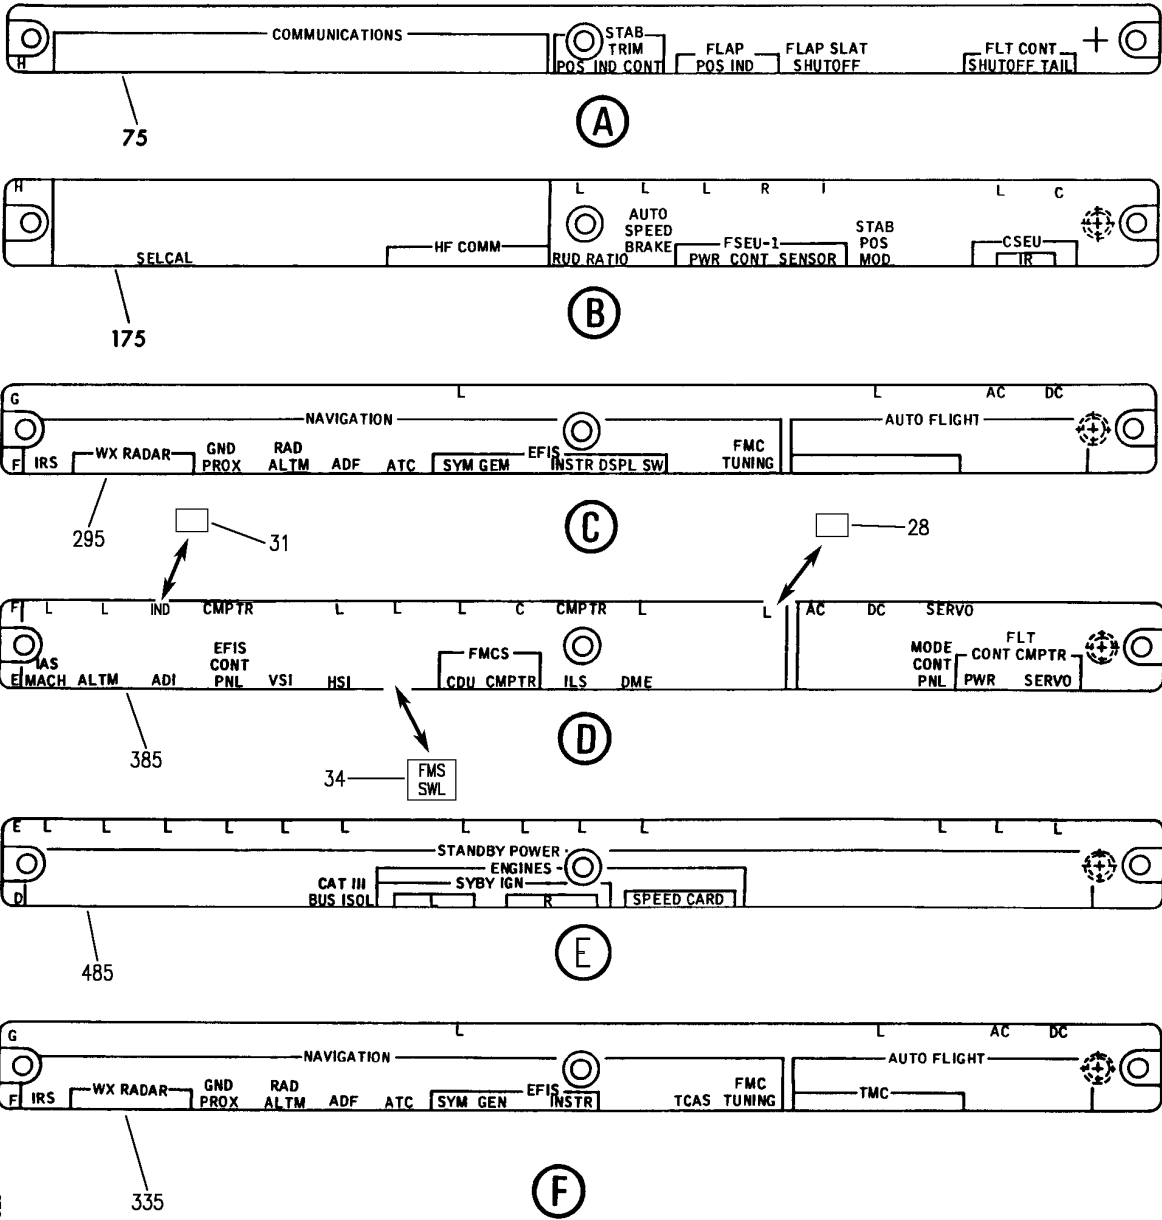 COMMUNICATIONS
STAB
TRIM
POS IND CONT
FLAP
POS IND
FLAP SLAT
SHUTOFF
FLT CONT
SHUTOFF TAIL
H
75
A
H
L L L R I L C
SELCAL
HF COMM
RUD RATIO
AUTO
SPEED
BRAKE
FSEU-1
PWR CONT SENSOR
STAB
POS
MOD
CSEU
IR
175
B
G
L L AC DC
NAVIGATION
AUTO FLIGHT
F
IRS
WX RADAR
GND
PROX
RAD
ALTM
ADF
ATC
EFIS
SYM GEM
INSTR DSPL SW
FMC
TUNING
295
31
C
28
F L L IND CMPTR L L L C CMPTR L L AC DC SERVO
E
IAS
MACH
ALTM
ADI
EFIS
CONT
PNL
VSI
HSI
FMCS
CDU CMPTR
ILS
DME
MODE
CONT
PNL
FLT
CONT CMPTR
PWR SERVO
385
D
34
FMS
SWL
E L L L L L L L L L L L L L
STANDBY POWER
ENGINES
SYBY IGN
D
CAT III
BUS ISOL
L
R
SPEED CARD
485
E
G
L L AC DC
NAVIGATION
AUTO FLIGHT
F
IRS
WX RADAR
GND
PROX
RAD
ALTM
ADF
ATC
EFIS
SYM GEN
INSTR
TCAS
FMC
TUNING
TMC
335
F